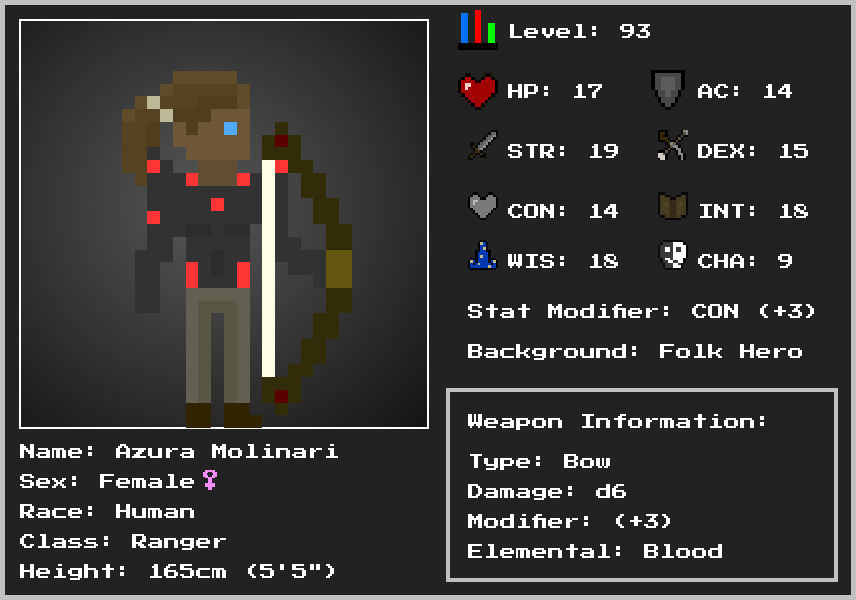 Level: 93
HP: 17 AC: 14
STR: 19 DEX: 15
CON: 14 INT: 18
WIS: 18 CHA: 9
Stat Modifier: CON (+3)
Background: Folk Hero
Name: Azura Molinari
Sex: Female♀
Race: Human
Class: Ranger
Height: 165cm (5'5")
Weapon Information:
Type: Bow
Damage: d6
Modifier: (+3)
Elemental: Blood